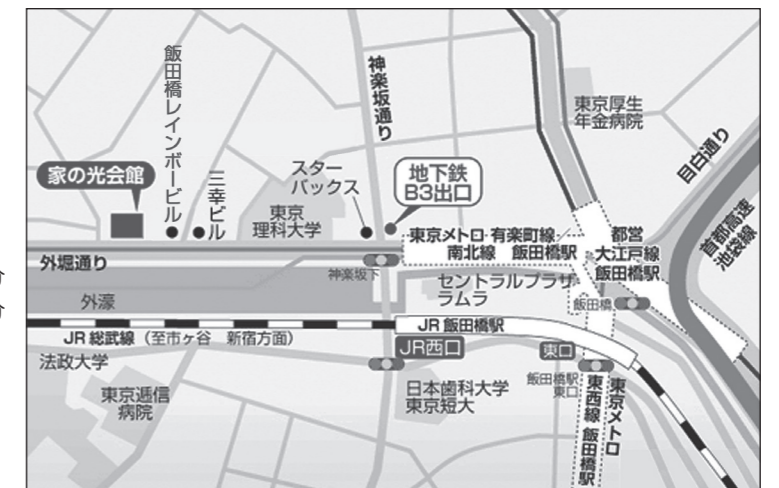 飯田橋レインボービル
神楽坂通り
東京厚生
年金病院
目白通り
首都高速
池袋線
家の光会館
三幸ビル
スター
バックス
地下鉄
B3出口
東京
理科大学
東京メトロ 有楽町線
南北線 飯田橋駅
都営
大江戸線
飯田橋駅
外堀通り
神楽坂下
セントラルプラザ
ラムラ
飯田橋
外濠
JR 飯田橋駅
JR 総武線（至市ヶ谷 新宿方面）
JR西口
東口
法政大学
東京逓信
病院
日本歯科大学
東京短大
飯田橋駅
東口
東京メトロ
東西線 飯田橋駅
分
分